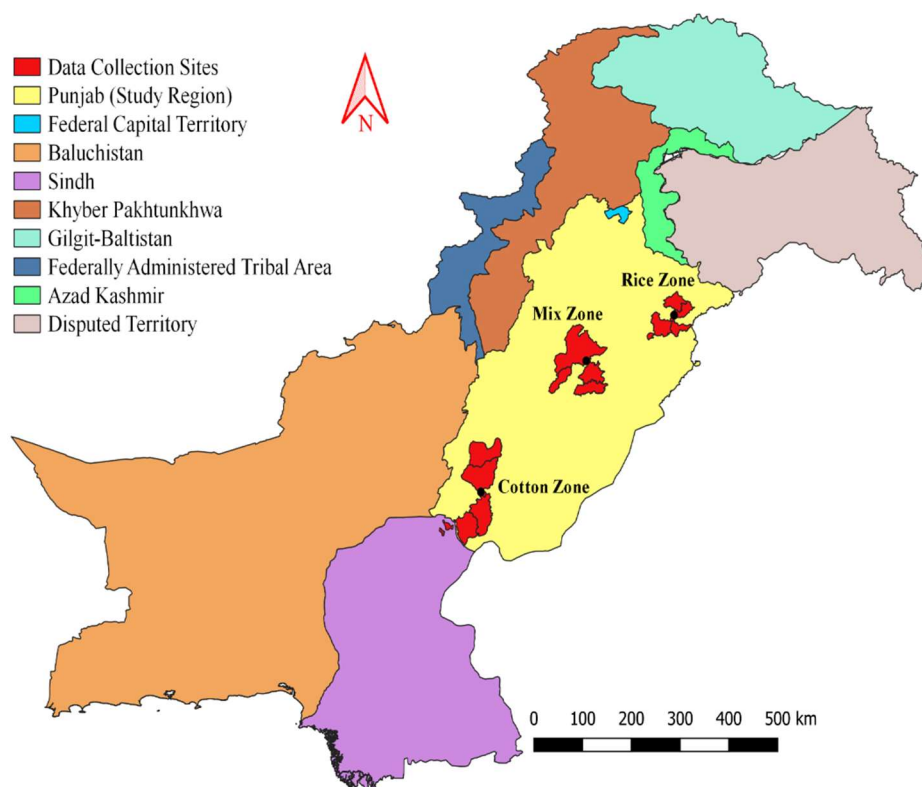 Data Collection Sites
Punjab (Study Region)
Federal Capital Territory
Baluchistan
Sindh
Khyber Pakhtunkhwa
Gilgit-Baltistan
Federally Administered Tribal Area
Azad Kashmir
Disputed Territory
N
Rice Zone
Mix Zone
Cotton Zone
0 100 200 300 400 500 km